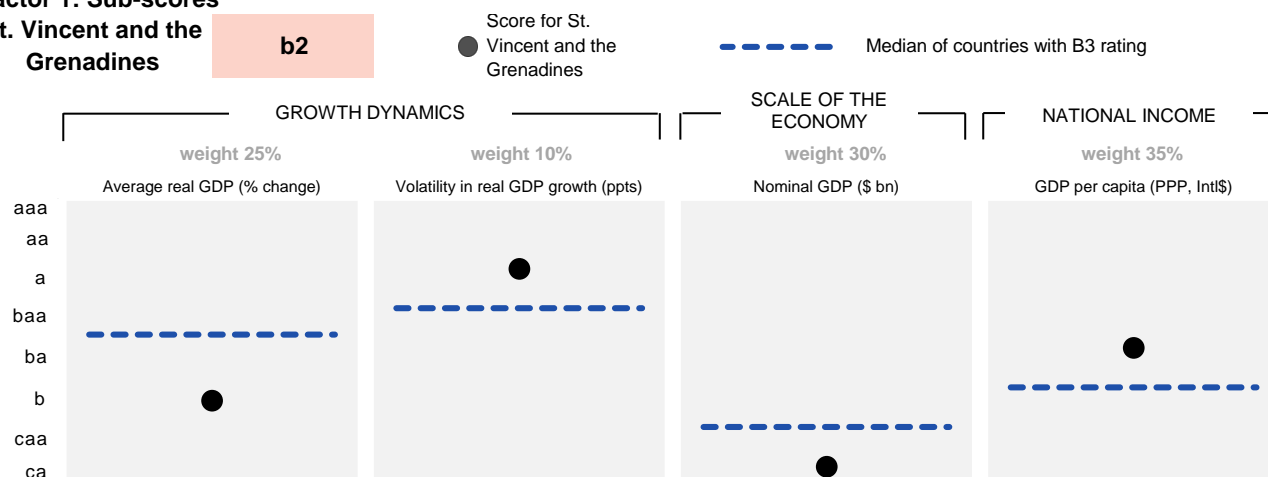 1: Sub-scores
Vincent and the
Grenadines
b2
Score for St.
Vincent and the
Grenadines
Median of countries with B3 rating
GROWTH DYNAMICS
SCALE OF THE
ECONOMY
NATIONAL INCOME
weight 25%
weight 10%
weight 30%
weight 35%
Average real GDP (% change)
Volatility in real GDP growth (ppts)
Nominal GDP ($ bn)
GDP per capita (PPP, Intl$)
aaa
aa
a
baa
ba
b
caa
ca